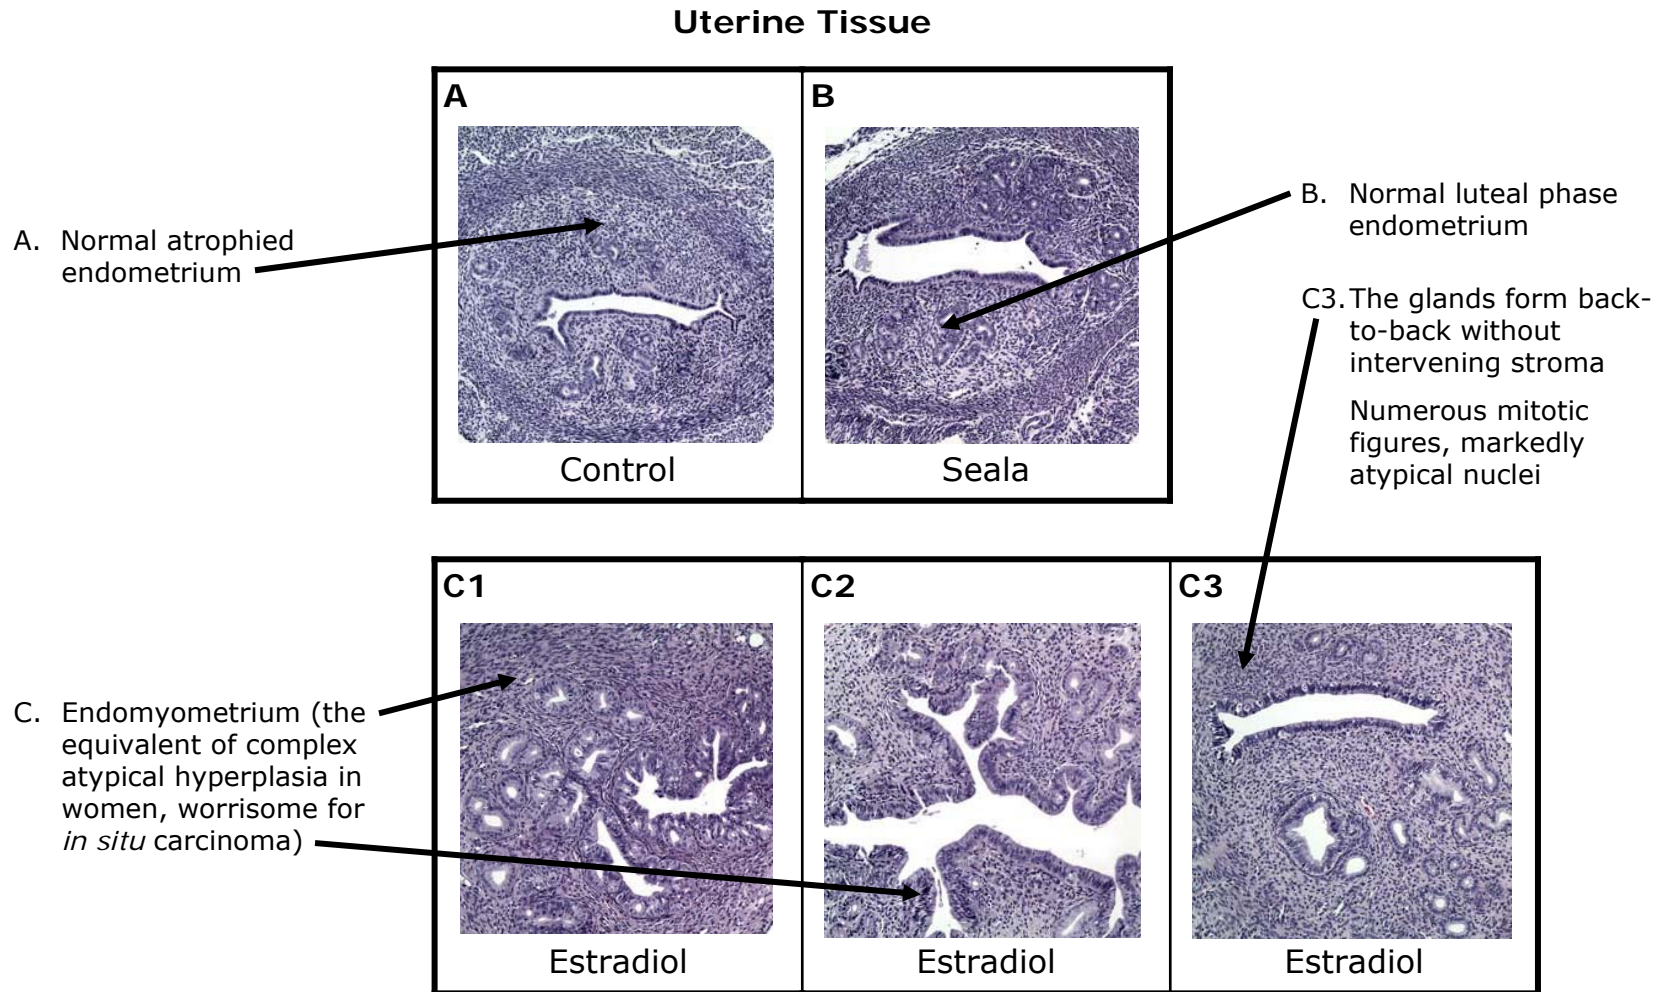 Uterine Tissue
A
B
A. Normal atrophied
endometrium
Control
Seala
B. Normal luteal phase
endometrium
C3. The glands form back-
to-back without
intervening stroma
Numerous mitotic
figures, markedly
atypical nuclei
C1
C2
C3
C. Endomyometrium (the
equivalent of complex
atypical hyperplasia in
women, worrisome for
in situ carcinoma)
Estradiol
Estradiol
Estradiol